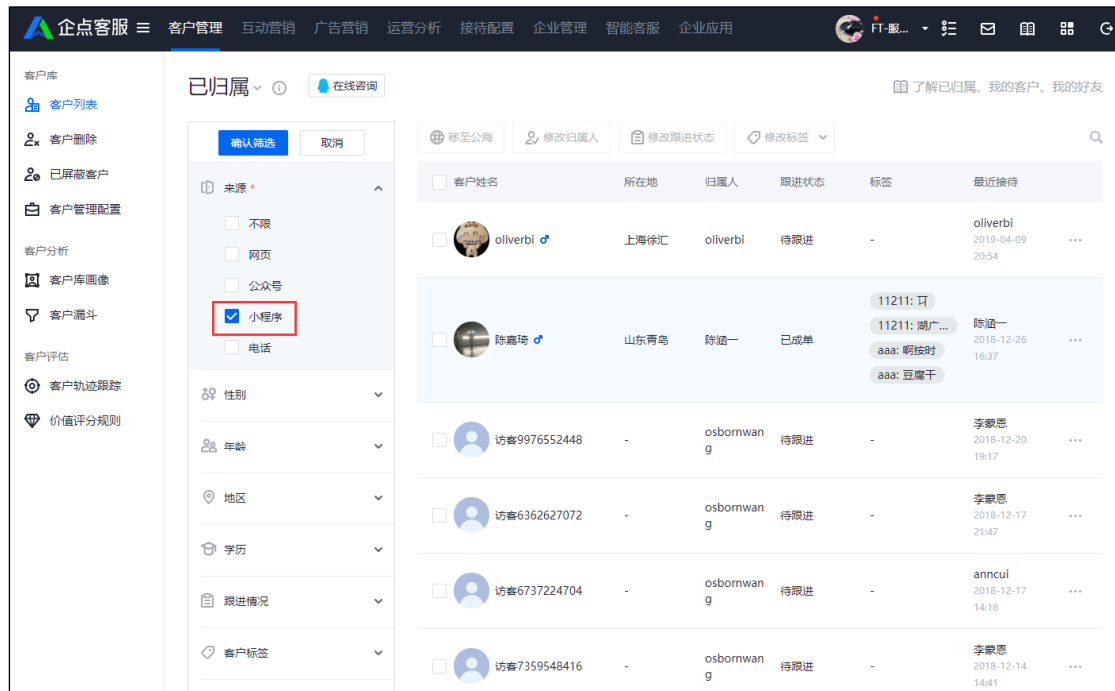 企点客服 客户管理 互动营销 广告营销 运营分析 接待配置 企业管理 智能客服 企业应用 FT-服...
客户库
客户列表
客户删除
已屏蔽客户
客户管理配置
客户分析
客户库画像
客户漏斗
客户评估
客户轨迹跟踪
价值评分规则
已归属 在线咨询 了解已归属、我的客户、我的好友
确认筛选 取消
来源 *
不限
网页
公众号
小程序
电话
性别
年龄
地区
学历
跟进情况
客户标签
移至公海 修改归属人 修改跟进状态 修改标签
客户姓名 所在地 归属人 跟进状态 标签 最近接待
oliverbi 上海徐汇 oliverbi 待跟进 - oliverbi
2019-04-09
20:54
陈嘉琦 山东青岛 陈涵一 已成单
11211: 㔿
11211: 湖广...
aaa: 啊按时
aaa: 豆腐干
陈涵一
2018-12-26
16:37
访客9976552448 - osbornwan
g
待跟进 -
李蒙恩
2018-12-20
19:17
访客6362627072 - osbornwan
g
待跟进 -
李蒙恩
2018-12-17
21:47
访客6737224704 - osbornwan
g
待跟进 -
anncui
2018-12-17
14:16
访客7359548416 - osbornwan
g
待跟进 -
李蒙恩
2018-12-14
14:41